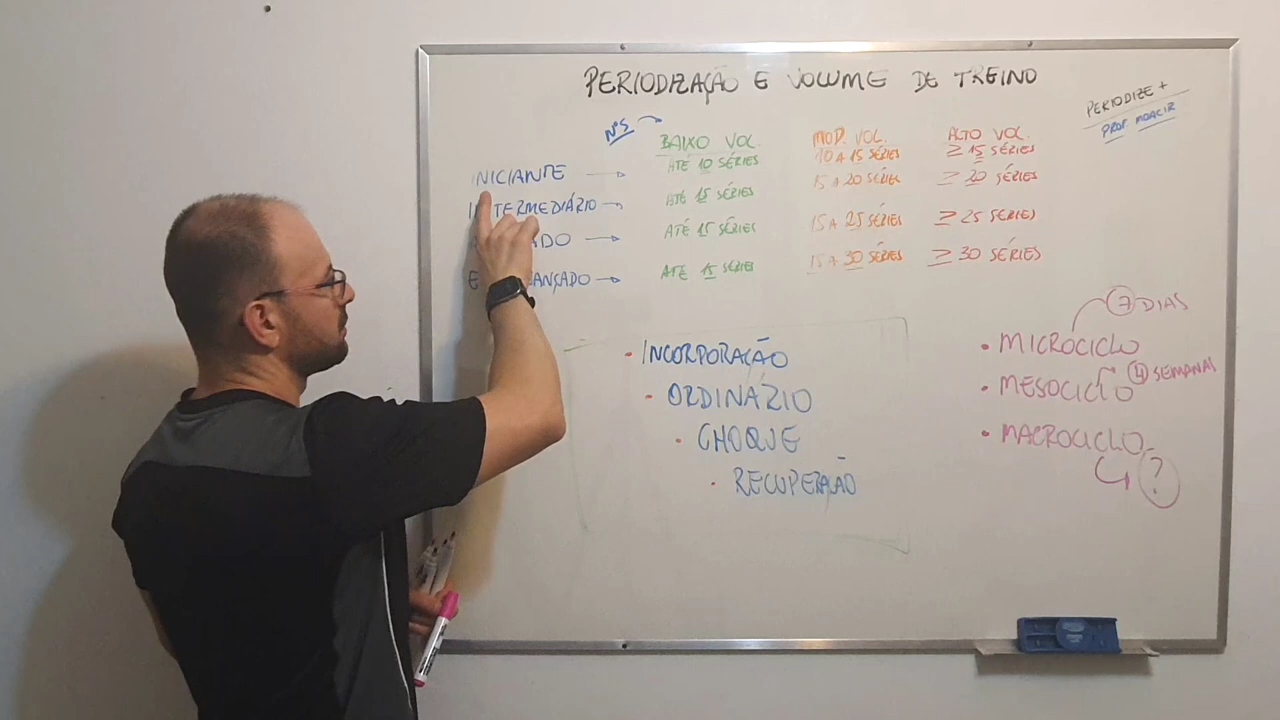 PERIODIZAÇÃO E VOLUME DE TREINO
PERIODIZE +
PROF. MOACIR
NºS
BAIXO VOL. MOD. VOL. ALTO VOL.
INICIANTE ATÉ 10 SÉRIES 10 A 15 SÉRIES ≥ 15 SÉRIES
INTERMEDIÁRIO ATÉ 15 SÉRIES 15 A 20 SÉRIES ≥ 20 SÉRIES
ATÉ 15 SÉRIES 15 A 25 SÉRIES ≥ 25 SÉRIES
ATÉ 15 SÉRIES 15 A 30 SÉRIES ≥ 30 SÉRIES
• INCORPORAÇÃO
• ORDINÁRIO
• CHOQUE
• RECUPERAÇÃO
7 DIAS
• MICROCICLO
4 SEMANAS
• MESOCICLO
• MACROCICLO
?